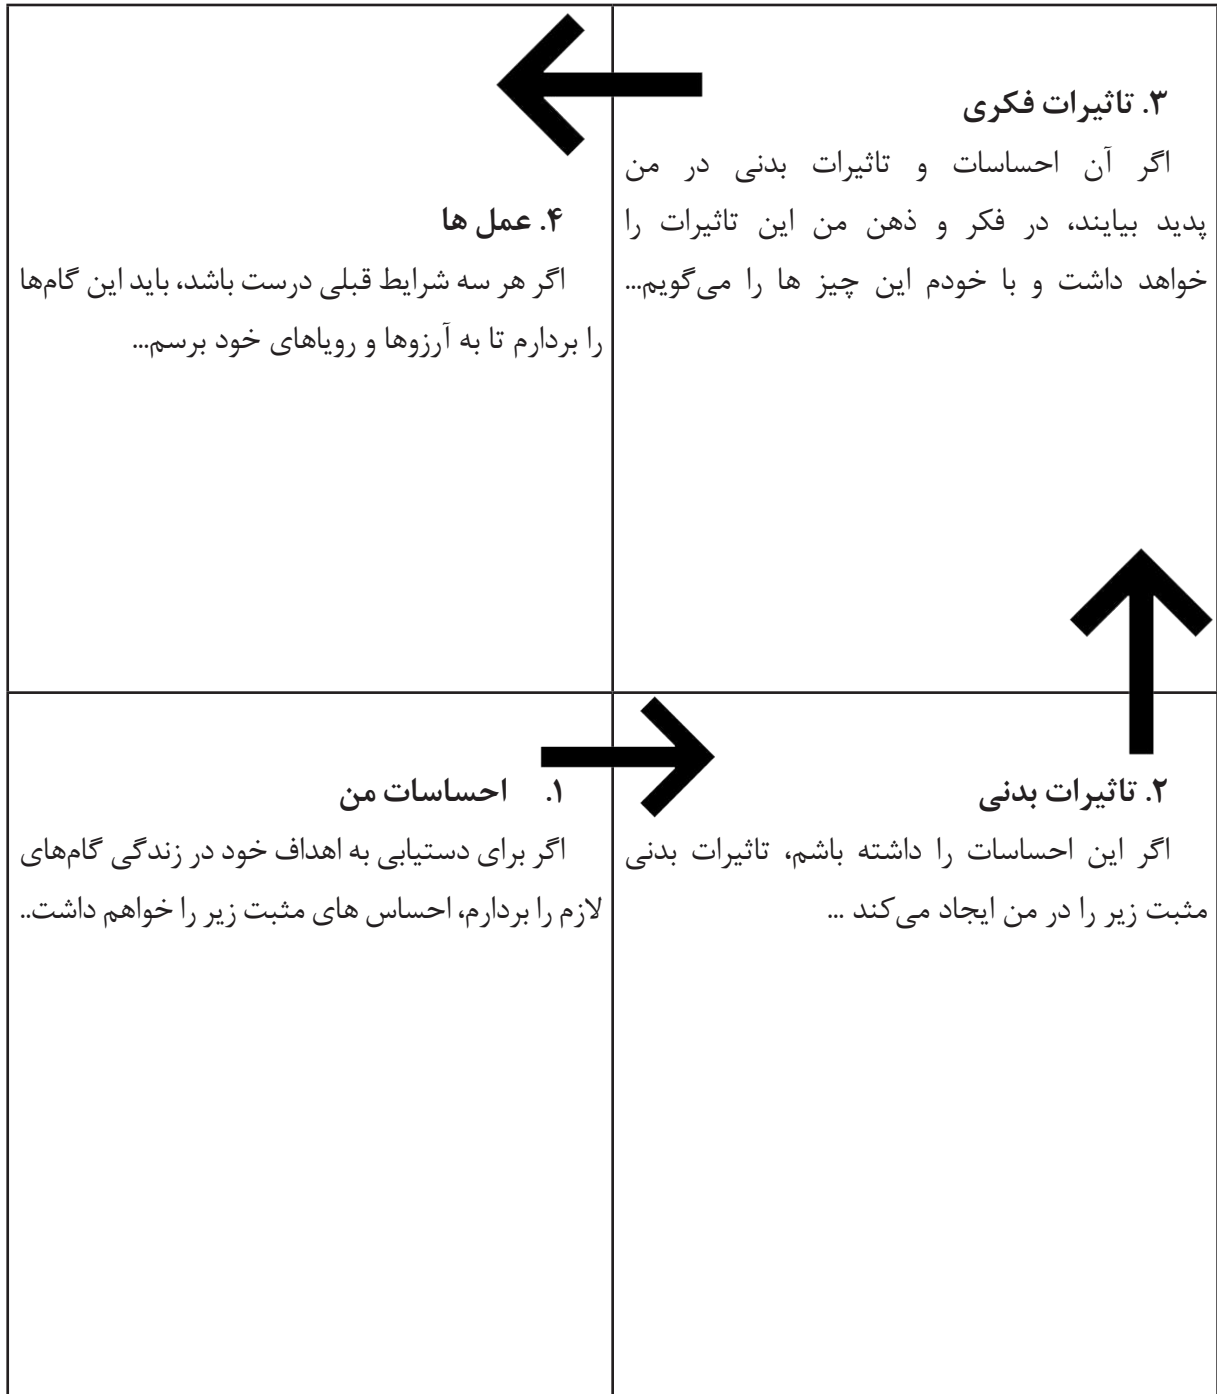 ۳. تاثیرات فکری
اگر آن احساسات و تاثیرات بدنی در من
پدید بیایند، در فکر و ذهن من این تاثیرات را
خواهد داشت و با خودم این چیز ها را می‌گویم...
۴. عمل ها
اگر هر سه شرایط قبلی درست باشد، باید این گام‌ها
را بردارم تا به آرزوها و رویاهای خود برسم...
۲. تاثیرات بدنی
اگر این احساسات را داشته باشم، تاثیرات بدنی
مثبت زیر را در من ایجاد می‌کند ...
۱. احساسات من
اگر برای دستیابی به اهداف خود در زندگی گام‌های
لازم را بردارم، احساس های مثبت زیر را خواهم داشت..